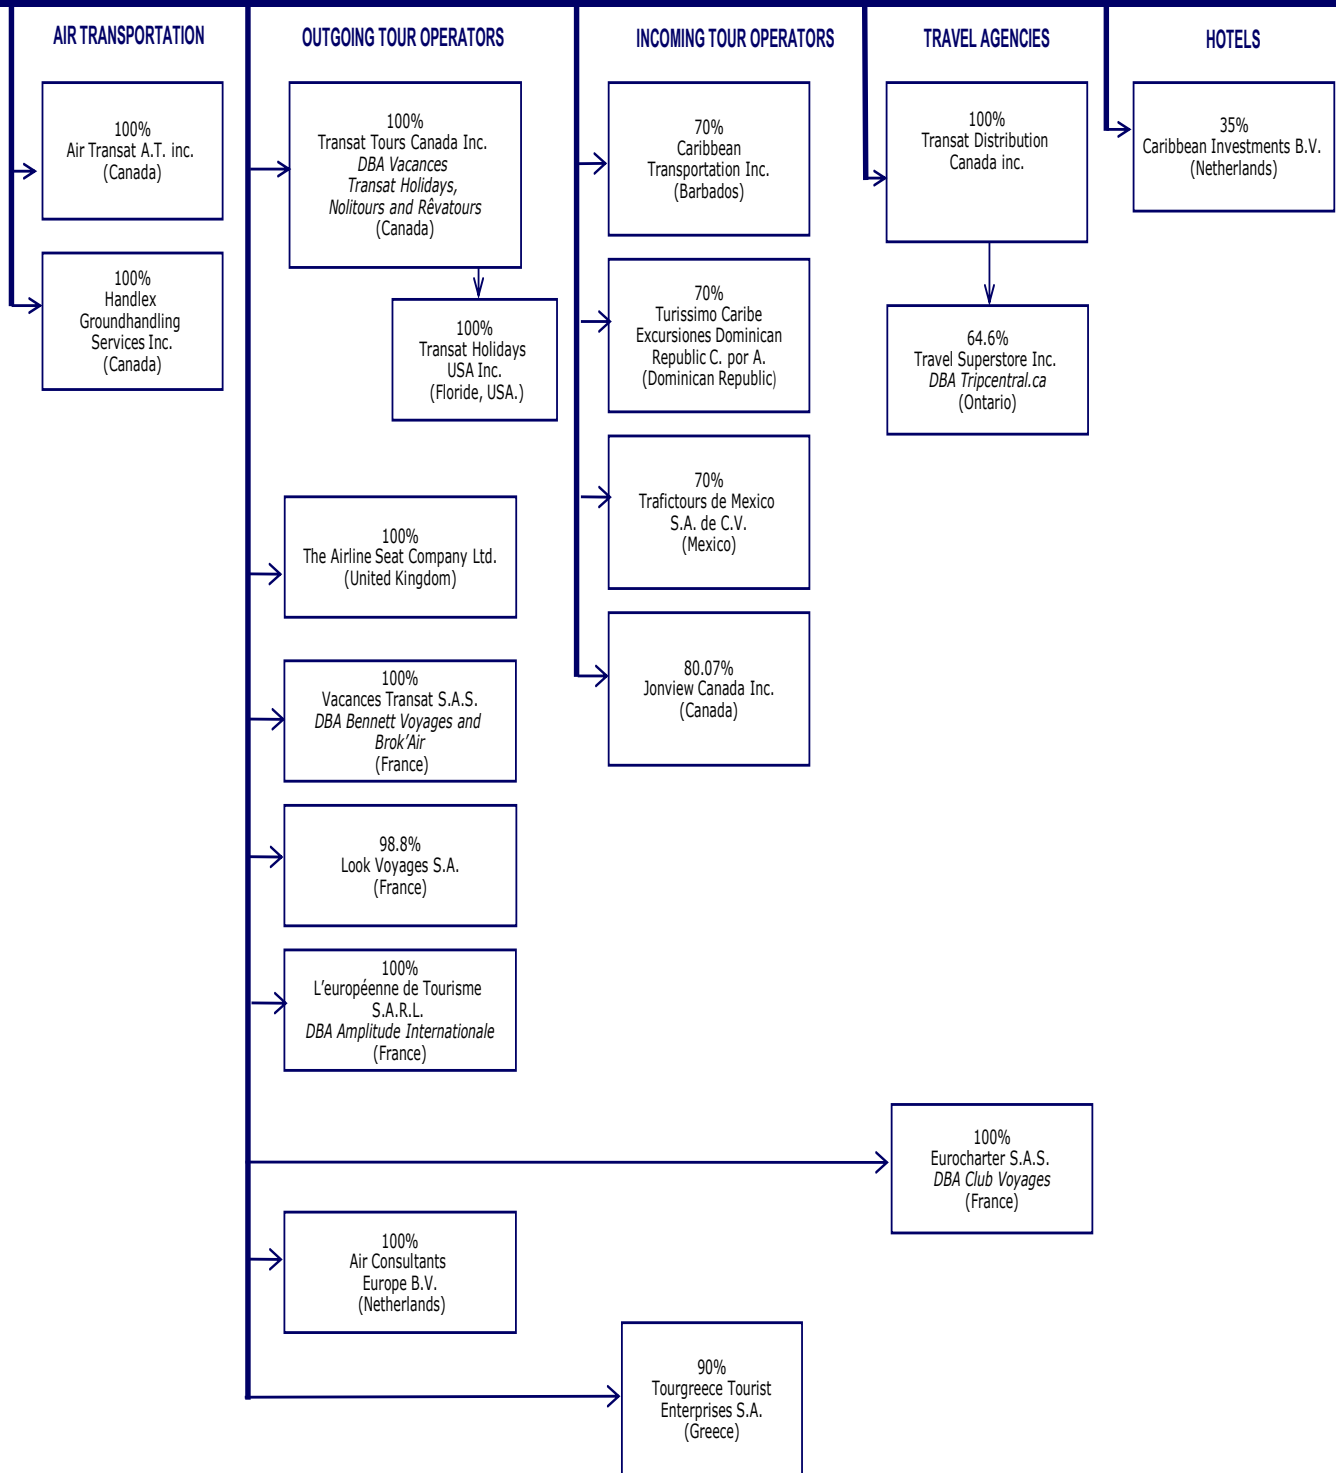 AIR TRANSPORTATION
100%
Air Transat A.T. inc.
(Canada)
100%
Handlex
Groundhandling
Services Inc.
(Canada)
OUTGOING TOUR OPERATORS
100%
Transat Tours Canada Inc.
DBA Vacances
Transat Holidays,
Nolitours and Rêvatours
(Canada)
100%
Transat Holidays
USA Inc.
(Floride, USA.)
100%
The Airline Seat Company Ltd.
(United Kingdom)
100%
Vacances Transat S.A.S.
DBA Bennett Voyages and
Brok’Air
(France)
98.8%
Look Voyages S.A.
(France)
100%
L’européenne de Tourisme
S.A.R.L.
DBA Amplitude Internationale
(France)
100%
Air Consultants
Europe B.V.
(Netherlands)
INCOMING TOUR OPERATORS
70%
Caribbean
Transportation Inc.
(Barbados)
70%
Turissimo Caribe
Excursiones Dominican
Republic C. por A.
(Dominican Republic)
70%
Trafictours de Mexico
S.A. de C.V.
(Mexico)
80.07%
Jonview Canada Inc.
(Canada)
90%
Tourgreece Tourist
Enterprises S.A.
(Greece)
TRAVEL AGENCIES
100%
Transat Distribution
Canada inc.
64.6%
Travel Superstore Inc.
DBA Tripcentral.ca
(Ontario)
100%
Eurocharter S.A.S.
DBA Club Voyages
(France)
HOTELS
35%
Caribbean Investments B.V.
(Netherlands)